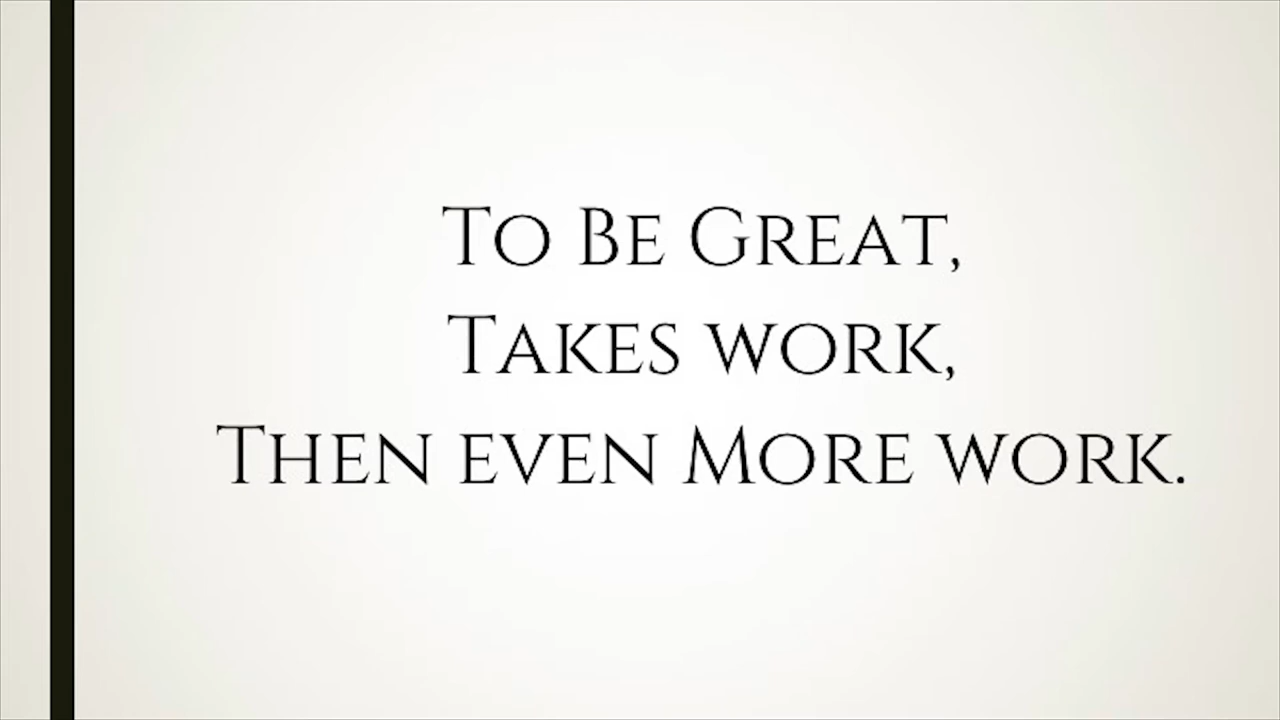 To Be Great,
Takes work,
Then even More work.